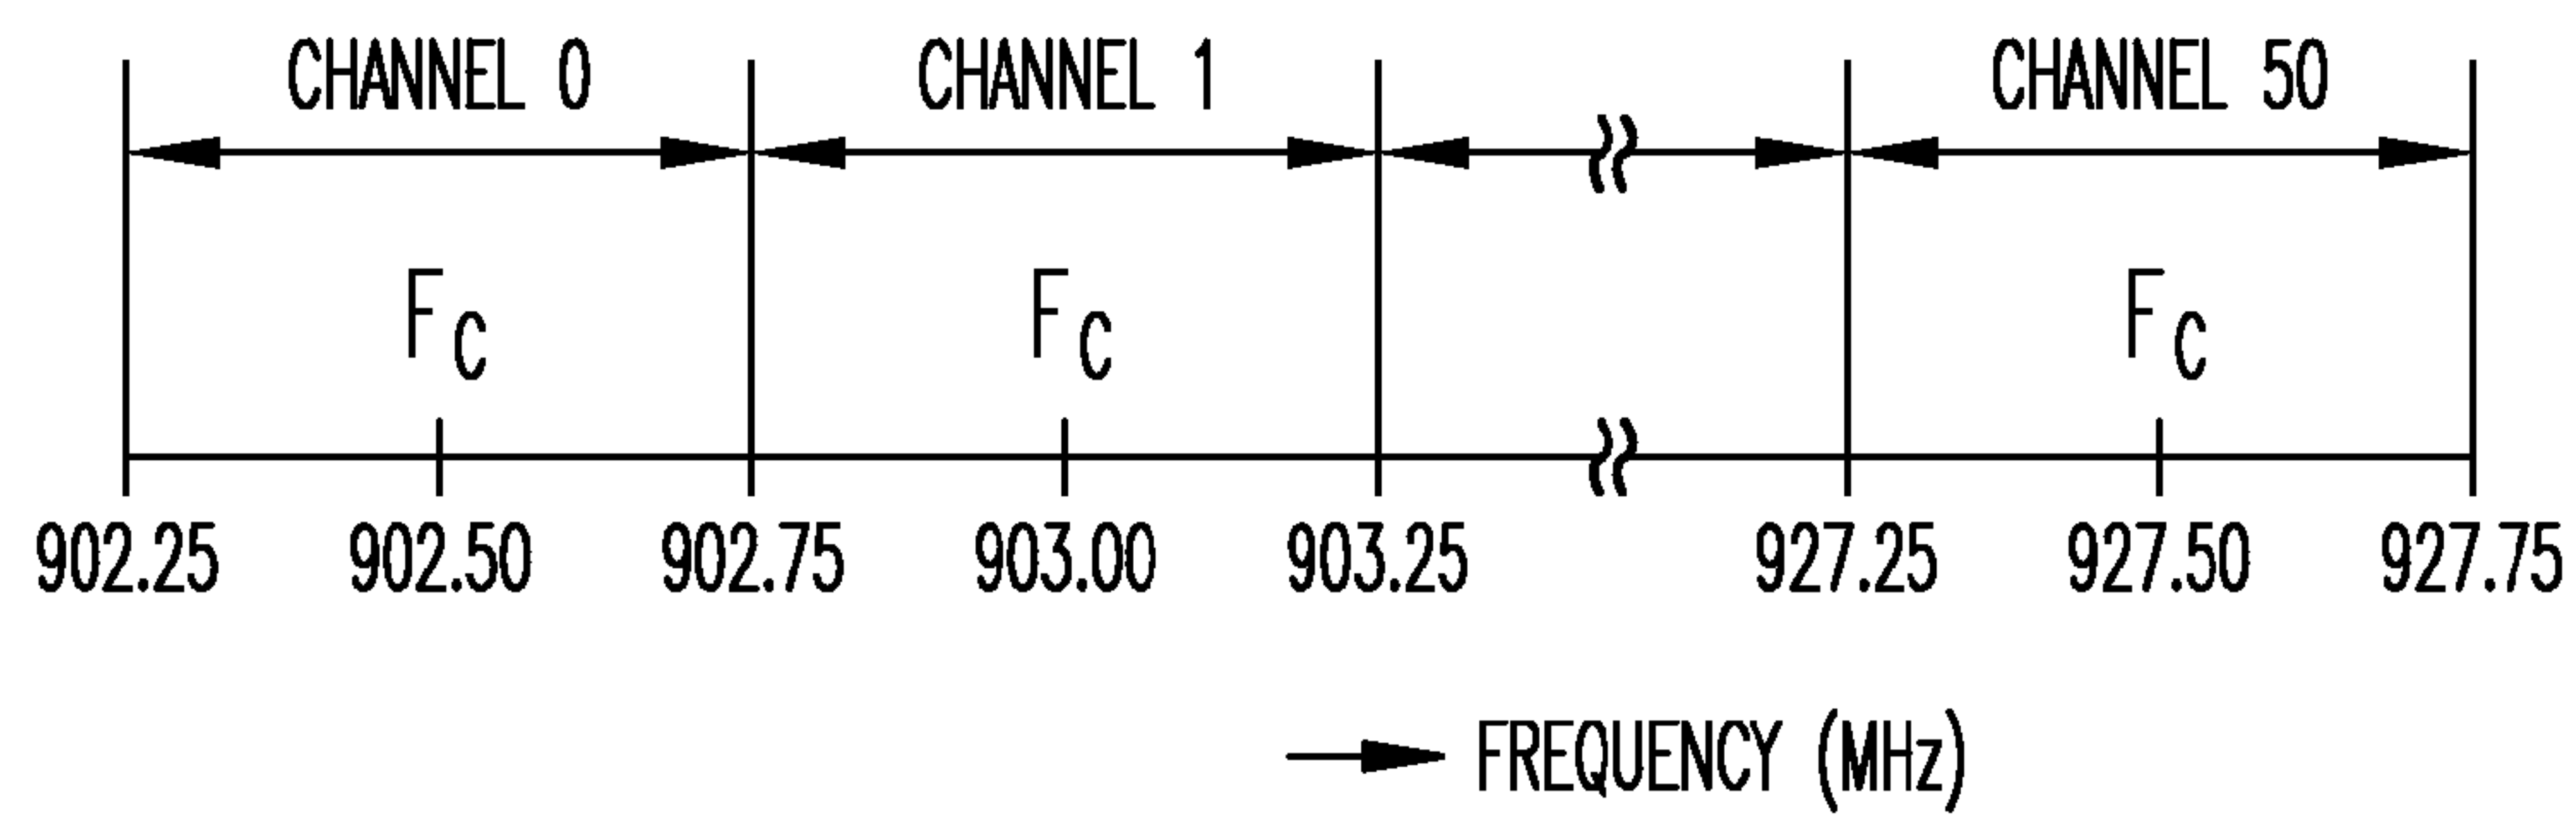 CHANNEL 0 CHANNEL 1 CHANNEL 50
FC FC FC
902.25 902.50 902.75 903.00 903.25 927.25 927.50 927.75
FREQUENCY (MHz)